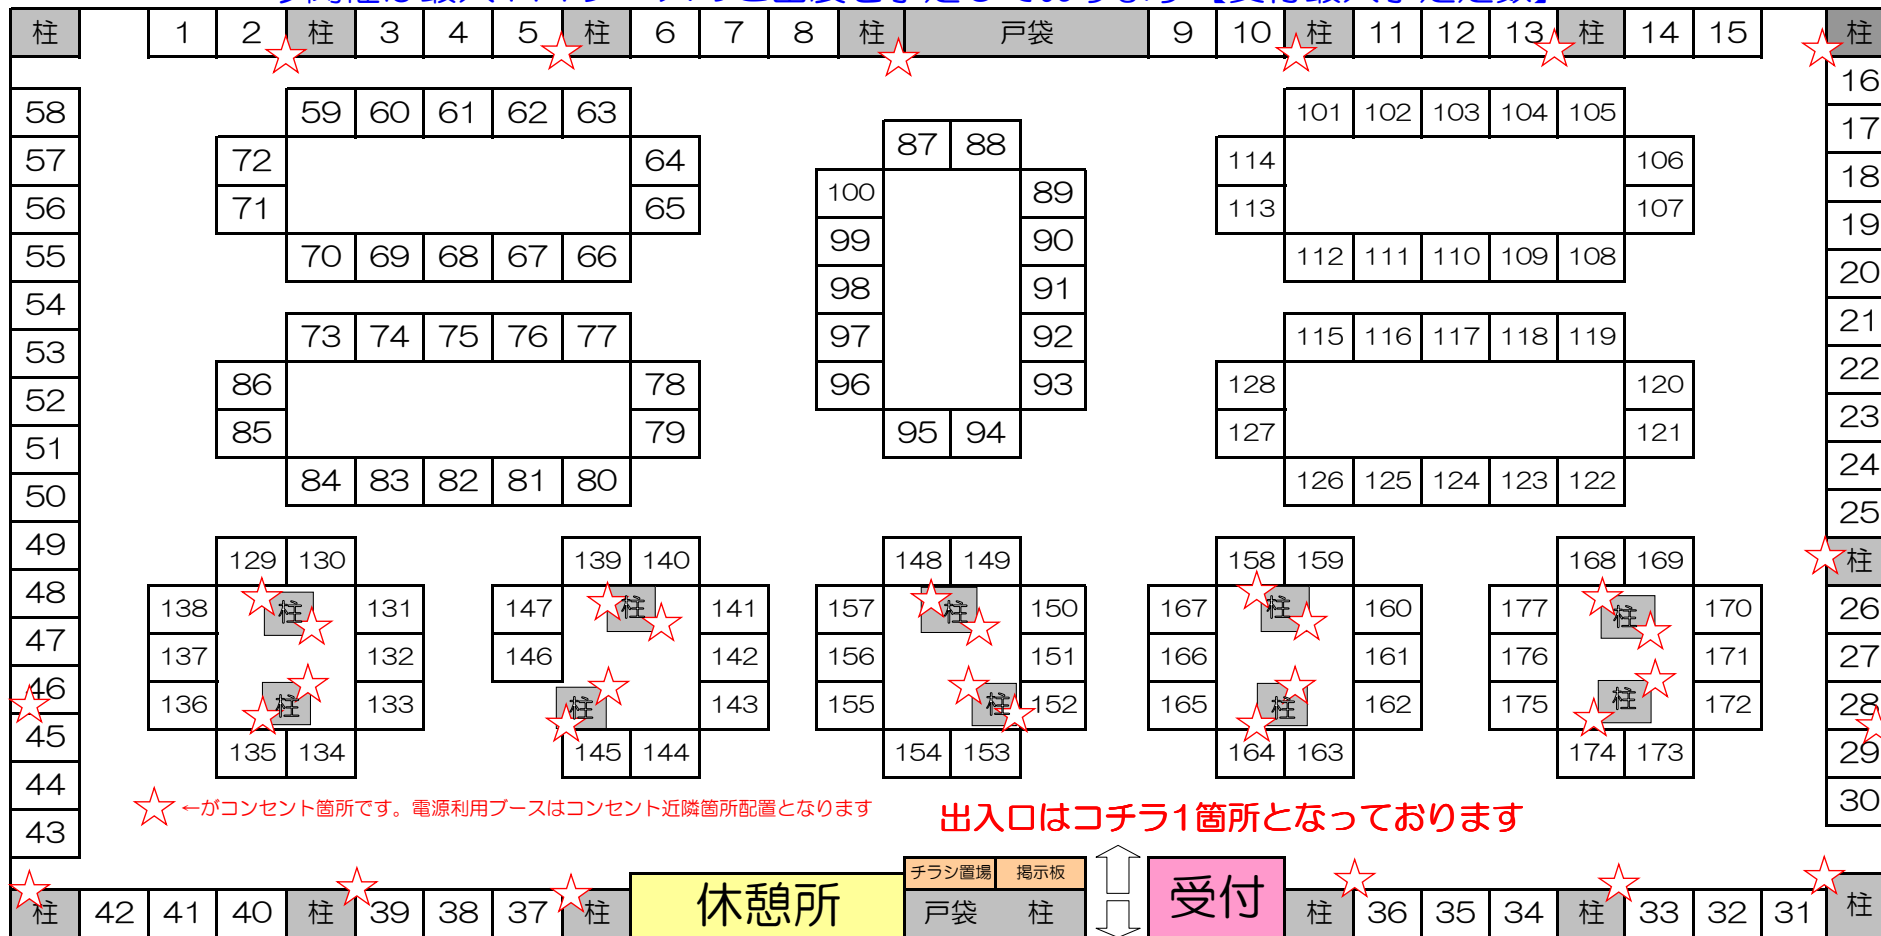 柱 1 2 柱 3 4 5 柱 6 7 8 柱 戸袋 9 10 柱 11 12 13 柱 14 15 柱
16
58 59 60 61 62 63 101 102 103 104 105
17
57 72 64 87 88 114 106
18
56 71 65 100 89 113 107
19
55 70 69 68 67 66 99 90 112 111 110 109 108
20
54 98 91
21
53 73 74 75 76 77 97 92 115 116 117 118 119
22
52 86 78 96 93 128 120
23
51 85 79 95 94 127 121
24
50 84 83 82 81 80 126 125 124 123 122
25
49 129 130 139 140 148 149 158 159 168 169 柱
48 138 柱 131 147 柱 141 157 柱 150 167 柱 160 177 柱 170 26
47 137 132 146 142 156 151 166 161 176 171 27
46 136 柱 133 柱 143 155 柱 152 165 柱 162 175 柱 172 28
45 135 134 145 144 154 153 164 163 174 173 29
44
☆ ←がコンセント箇所です。電源利用ブースはコンセント近隣箇所配置となります
出入口はコチラ1箇所となっております
30
43
チラシ置場 掲示板
柱 42 41 40 柱 39 38 37 柱 休憩所 戸袋 柱 受付 柱 36 35 34 柱 33 32 31 柱